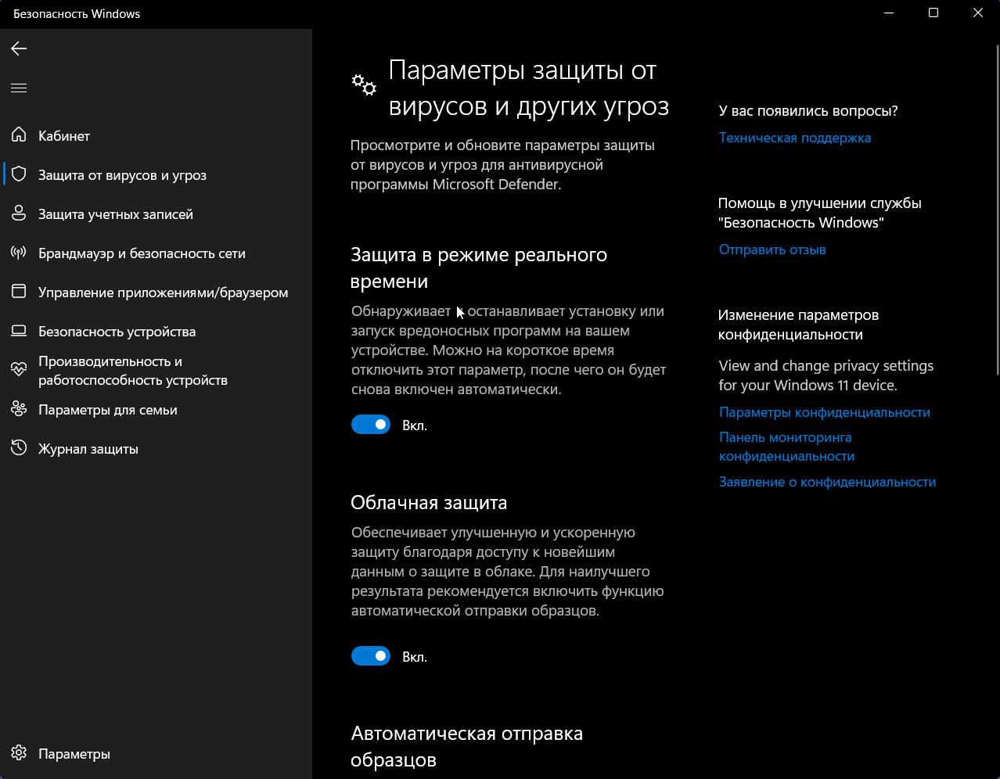 Безопасность Windows
Кабинет
Защита от вирусов и угроз
Защита учетных записей
Брандмауэр и безопасность сети
Управление приложениями/браузером
Безопасность устройства
Производительность и
работоспособность устройств
Параметры для семьи
Журнал защиты
Параметры
Параметры защиты от
вирусов и других угроз
Просмотрите и обновите параметры защиты
от вирусов и угроз для антивирусной
программы Microsoft Defender.
Защита в режиме реального
времени
Обнаруживает останавливает установку или
запуск вредоносных программ на вашем
устройстве. Можно на короткое время
отключить этот параметр, после чего он будет
снова включен автоматически.
Вкл.
Облачная защита
Обеспечивает улучшенную и ускоренную
защиту благодаря доступу к новейшим
данным о защите в облаке. Для наилучшего
результата рекомендуется включить функцию
автоматической отправки образцов.
Вкл.
Автоматическая отправка
образцов
У вас появились вопросы?
Техническая поддержка
Помощь в улучшении службы
"Безопасность Windows"
Отправить отзыв
Изменение параметров
конфиденциальности
View and change privacy settings
for your Windows 11 device.
Параметры конфиденциальности
Панель мониторинга
конфиденциальности
Заявление о конфиденциальности